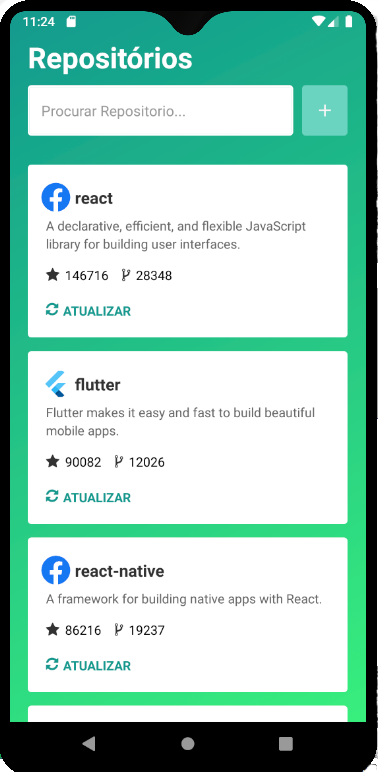 11:24
Repositórios
Procurar Repositorio...
+
react
A declarative, efficient, and flexible JavaScript
library for building user interfaces.
146716 28348
ATUALIZAR
flutter
Flutter makes it easy and fast to build beautiful
mobile apps.
90082 12026
ATUALIZAR
react-native
A framework for building native apps with React.
86216 19237
ATUALIZAR